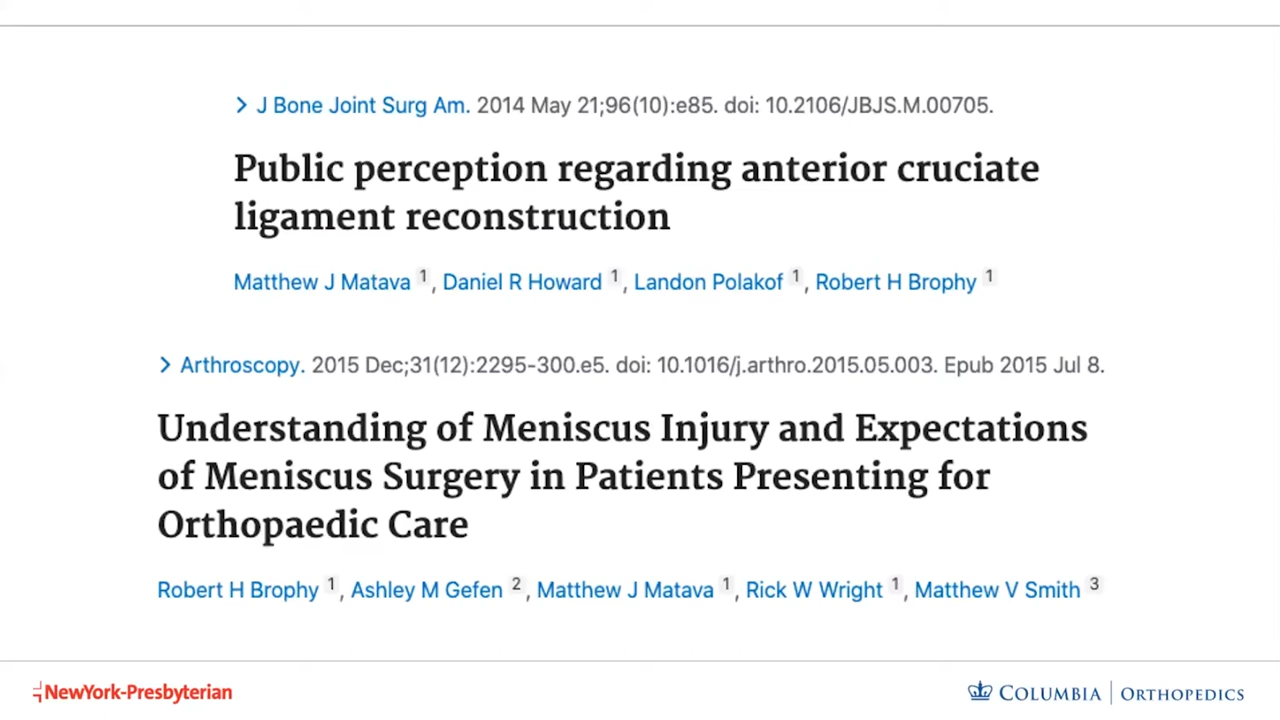 > J Bone Joint Surg Am. 2014 May 21;96(10):e85. doi: 10.2106/JBJS.M.00705.
Public perception regarding anterior cruciate
ligament reconstruction
Matthew J Matava 1, Daniel R Howard 1, Landon Polakof 1, Robert H Brophy 1
> Arthroscopy. 2015 Dec;31(12):2295-300.e5. doi: 10.1016/j.arthro.2015.05.003. Epub 2015 Jul 8.
Understanding of Meniscus Injury and Expectations
of Meniscus Surgery in Patients Presenting for
Orthopaedic Care
Robert H Brophy 1, Ashley M Gefen 2, Matthew J Matava 1, Rick W Wright 1, Matthew V Smith 3
NewYork-Presbyterian
COLUMBIA | ORTHOPEDICS